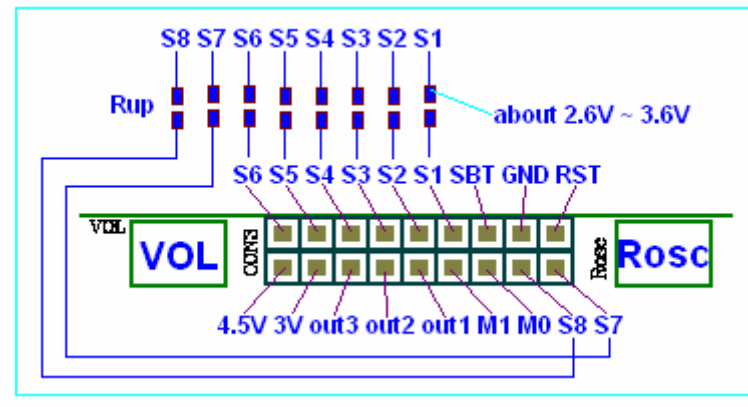 S8 S7 S6 S5 S4 S3 S2 S1
Rup
about 2.6V ~ 3.6V
S6 S5 S4 S3 S2 S1 SBT GND RST
VOL
VOL
CON3
Rosc
Rosc
4.5V 3V out3 out2 out1 M1 M0 S8 S7